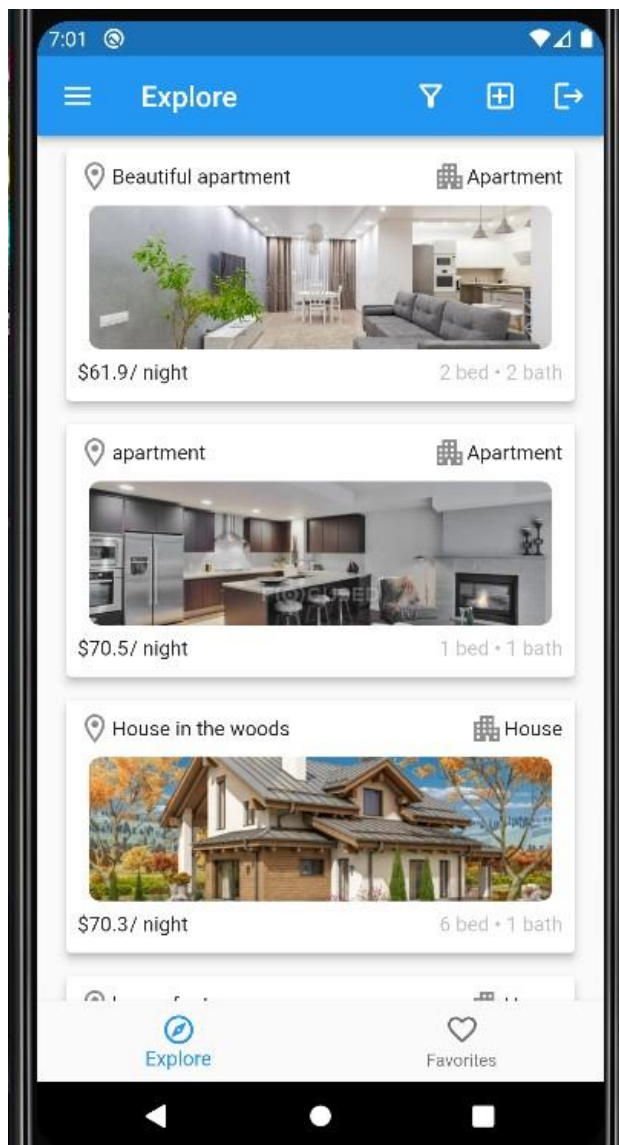 7:01
Explore
Beautiful apartment Apartment
$61.9/ night 2 bed • 2 bath
apartment Apartment
$70.5/ night 1 bed • 1 bath
House in the woods House
$70.3/ night 6 bed • 1 bath
Explore Favorites